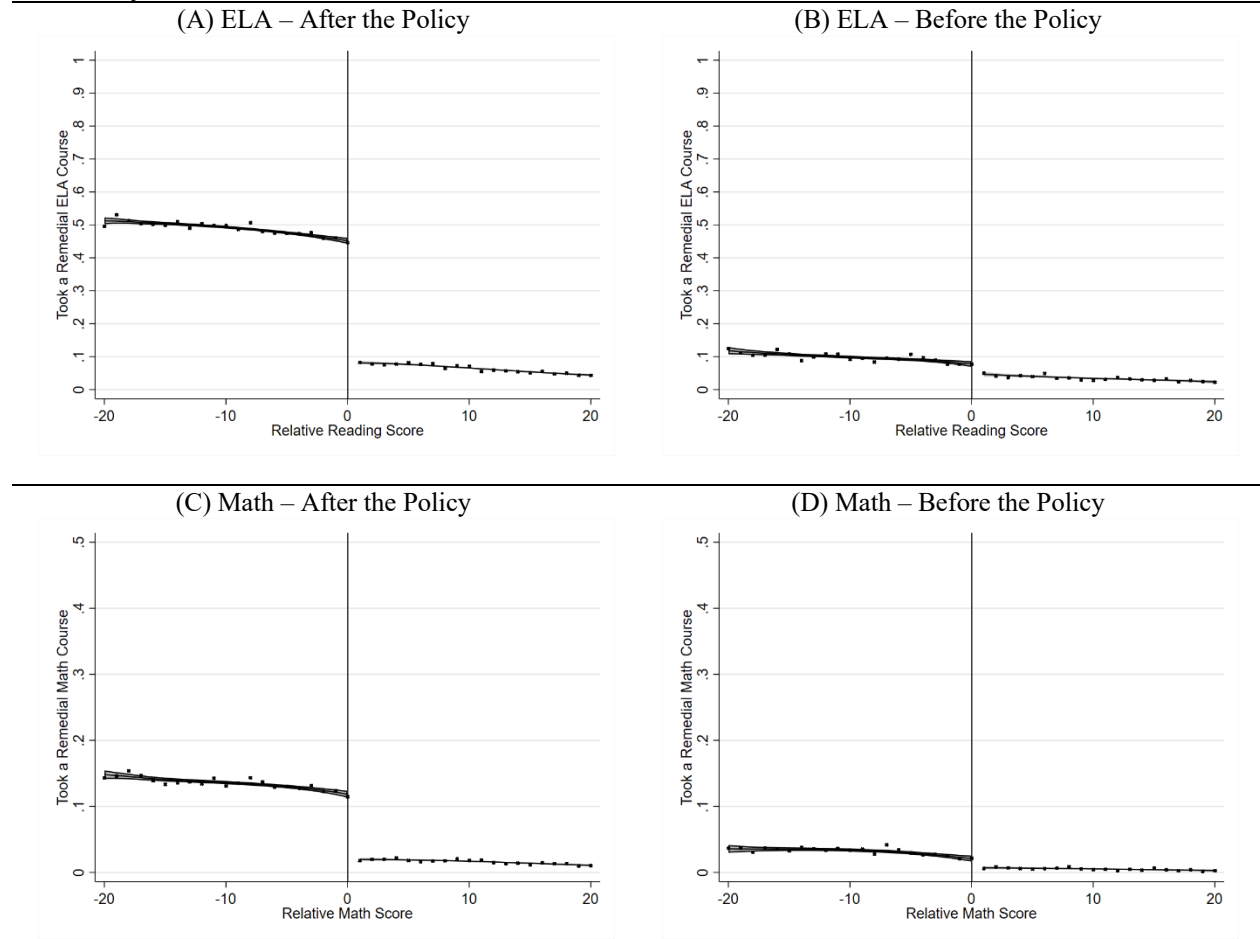 (A) ELA – After the Policy
Took a Remedial ELA Course
1
.9
.8
.7
.6
.5
.4
.3
.2
.1
0
-20 -10 0 10 20
Relative Reading Score
(B) ELA – Before the Policy
Took a Remedial ELA Course
1
.9
.8
.7
.6
.5
.4
.3
.2
.1
0
-20 -10 0 10 20
Relative Reading Score
(C) Math – After the Policy
Took a Remedial Math Course
.5
.4
.3
.2
.1
0
-20 -10 0 10 20
Relative Math Score
(D) Math – Before the Policy
Took a Remedial Math Course
.5
.4
.3
.2
.1
0
-20 -10 0 10 20
Relative Math Score